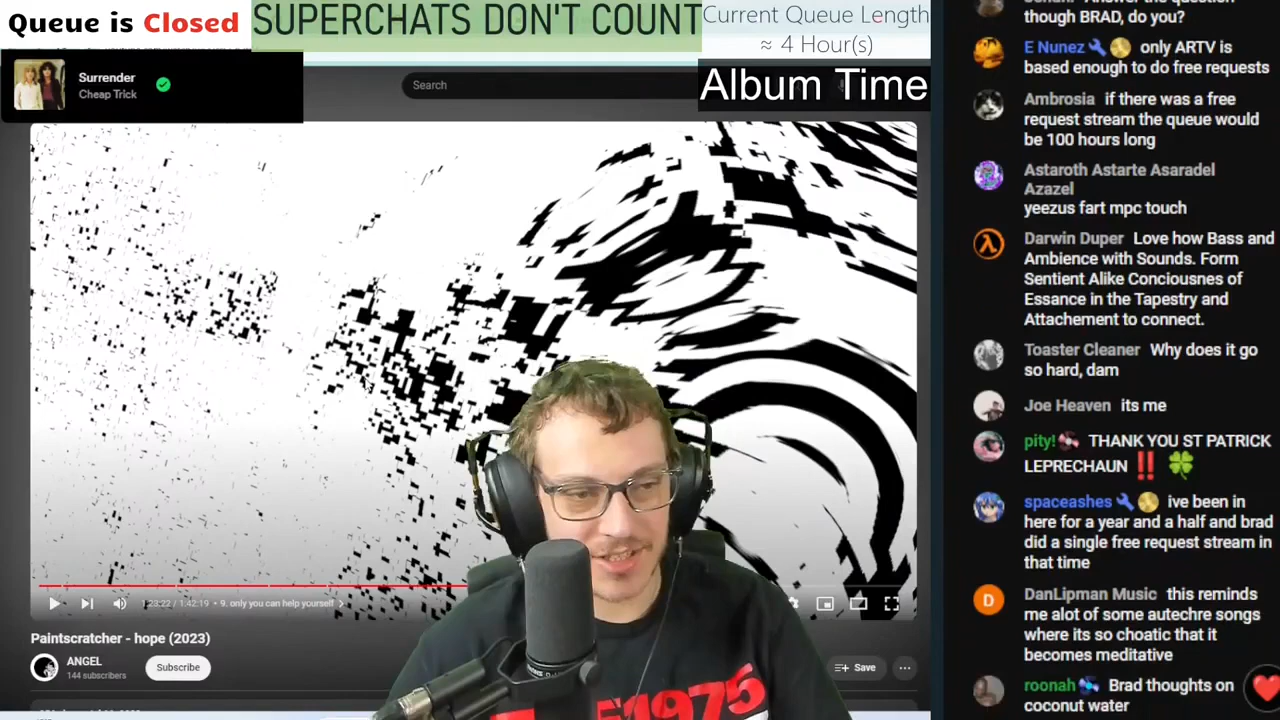 Queue is Closed
SUPERCHATS DON'T COUNT
Current Queue Length
≈ 4 Hour(s)
Album Time
Surrender
Cheap Trick
Search
1:23:22 / 1:42:19 • 9. only you can help yourself
Paintscratcher - hope (2023)
ANGEL
144 subscribers
Subscribe
Save
1975
though BRAD, do you?
E Nunez only ARTV is
based enough to do free requests
Ambrosia if there was a free
request stream the queue would
be 100 hours long
Astaroth Astarte Asaradel
Azazel
yeezus fart mpc touch
Darwin Duper Love how Bass and
Ambience with Sounds. Form
Sentient Alike Conciousnes of
Essance in the Tapestry and
Attachement to connect.
Toaster Cleaner Why does it go
so hard, dam
Joe Heaven its me
pity! THANK YOU ST PATRICK
LEPRECHAUN ‼️ 🍀
spaceashes ive been in
here for a year and a half and brad
did a single free request stream in
that time
DanLipman Music this reminds
me alot of some autechre songs
where its so choatic that it
becomes meditative
roonah Brad thoughts on
coconut water